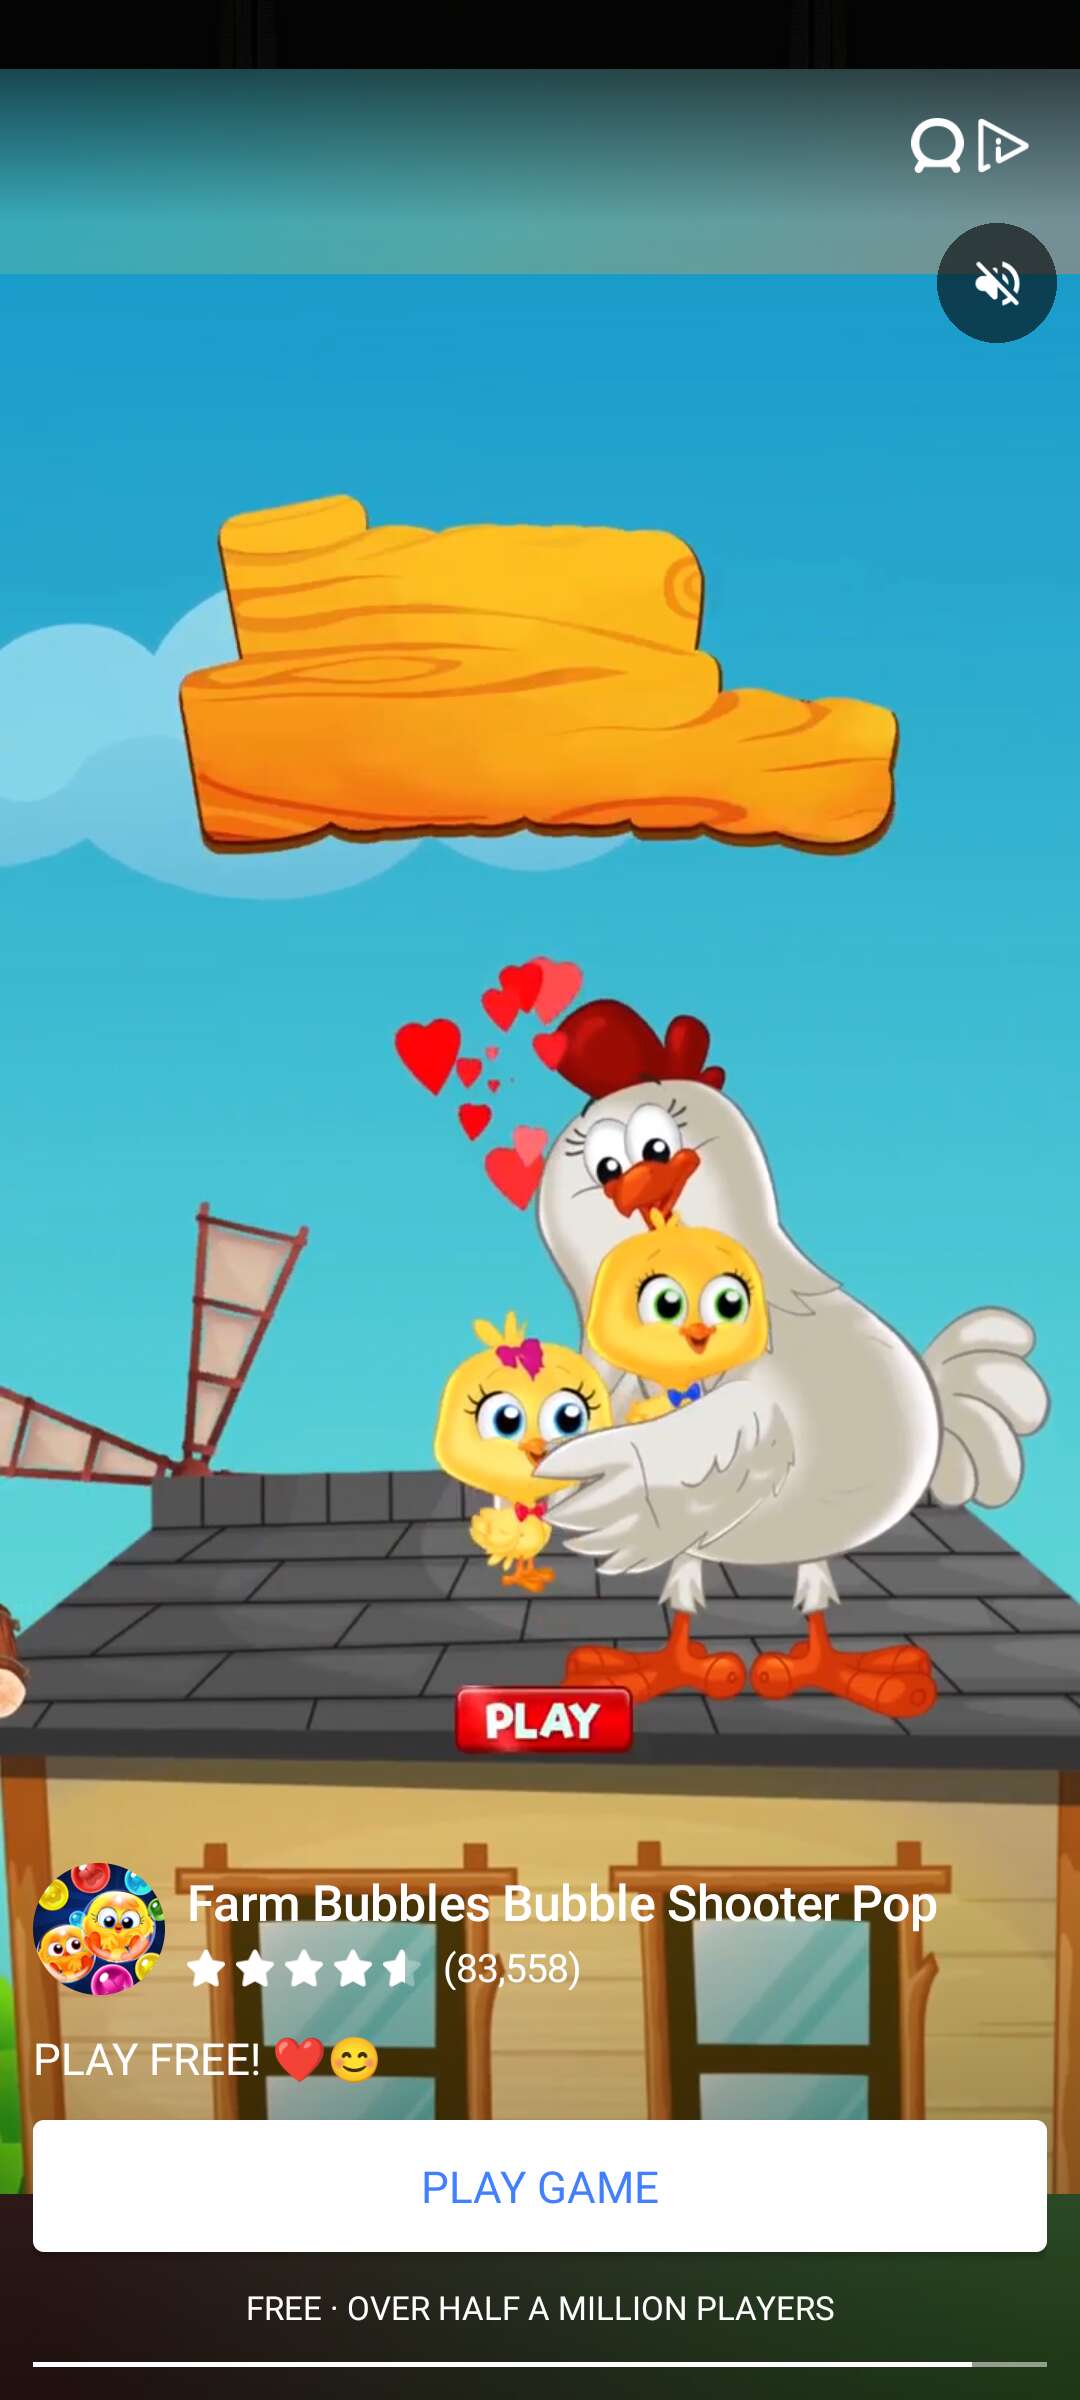 PLAY
Farm Bubbles Bubble Shooter Pop
(83,558)
PLAY FREE! ❤️😊
PLAY GAME
FREE · OVER HALF A MILLION PLAYERS